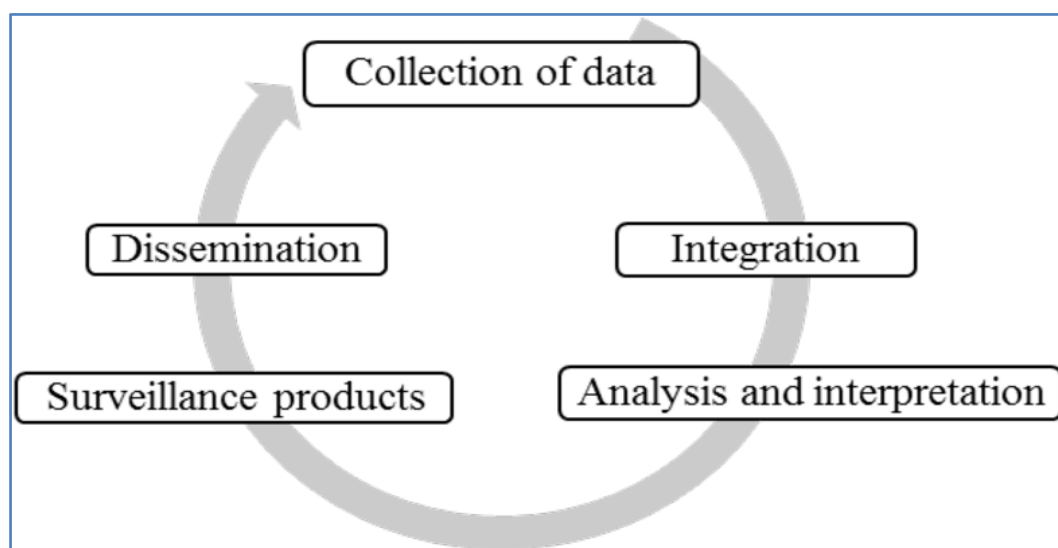 Collection of data
Dissemination
Integration
Surveillance products
Analysis and interpretation